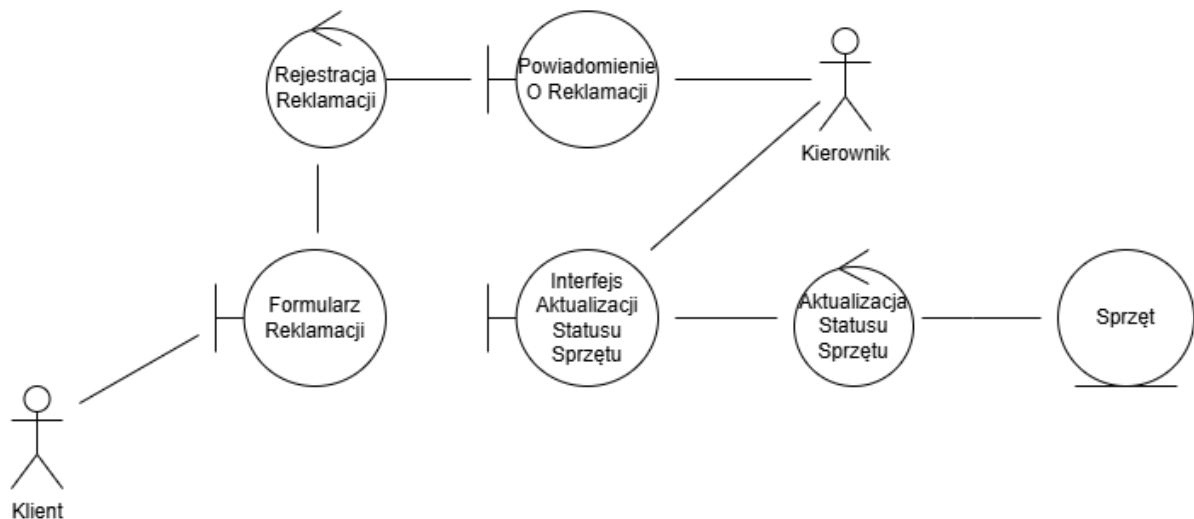 Rejestracja
Reklamacji
Powiadomienie
O Reklamacji
Kierownik
Formularz
Reklamacji
Interfejs
Aktualizacji
Statusu
Sprzętu
Aktualizacja
Statusu
Sprzętu
Sprzęt
Klient